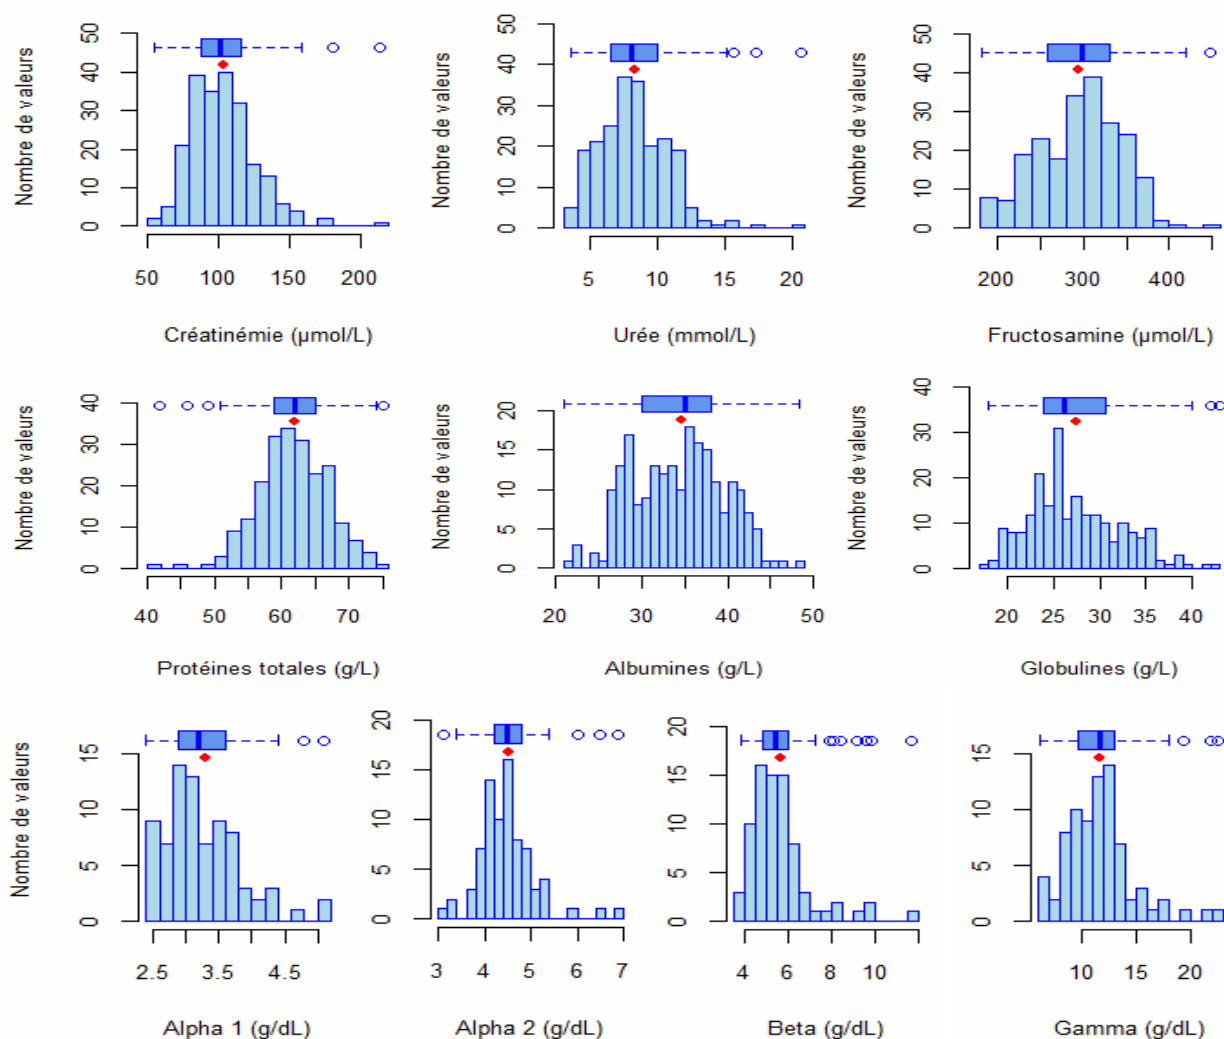 Nombre de valeurs
0 10 20 30 40 50
50 100 150 200
Créatinémie (µmol/L)
0 10 20 30 40 50
5 10 15 20
Urée (mmol/L)
Nombre de valeurs
0 10 20 30 40 50
200 300 400
Fructosamine (µmol/L)
Nombre de valeurs
Nombre de valeurs
0 10 20 30 40
40 50 60 70
Protéines totales (g/L)
Nombre de valeurs
0 5 10 15 20
20 30 40 50
Albumines (g/L)
Nombre de valeurs
0 10 20 30 40
20 25 30 35 40
Globulines (g/L)
Nombre de valeurs
0 5 10 15
2.5 3.5 4.5
Alpha 1 (g/dL)
0 5 10 15 20
3 4 5 6 7
Alpha 2 (g/dL)
0 5 10 15 20
4 6 8 10
Beta (g/dL)
0 5 10 15
10 15 20
Gamma (g/dL)